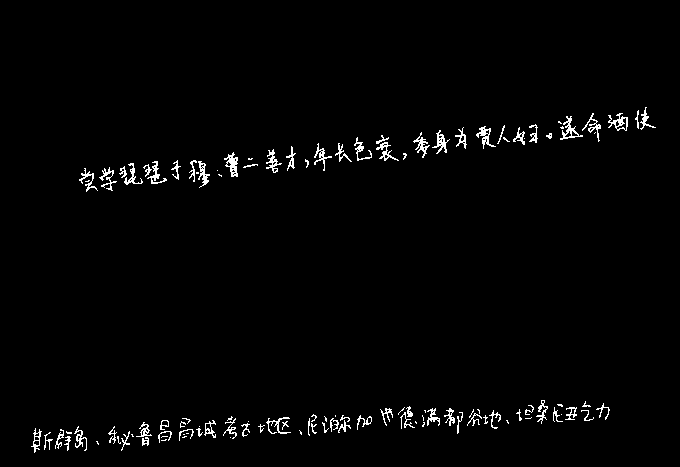 尝学琵琶于穆、曹二善才，年长色衰，委身为贾人妇。遂命酒使
斯群岛、秘鲁昌昌城考古地区、尼泊尔加也德满都谷地、坦桑尼亚乞力